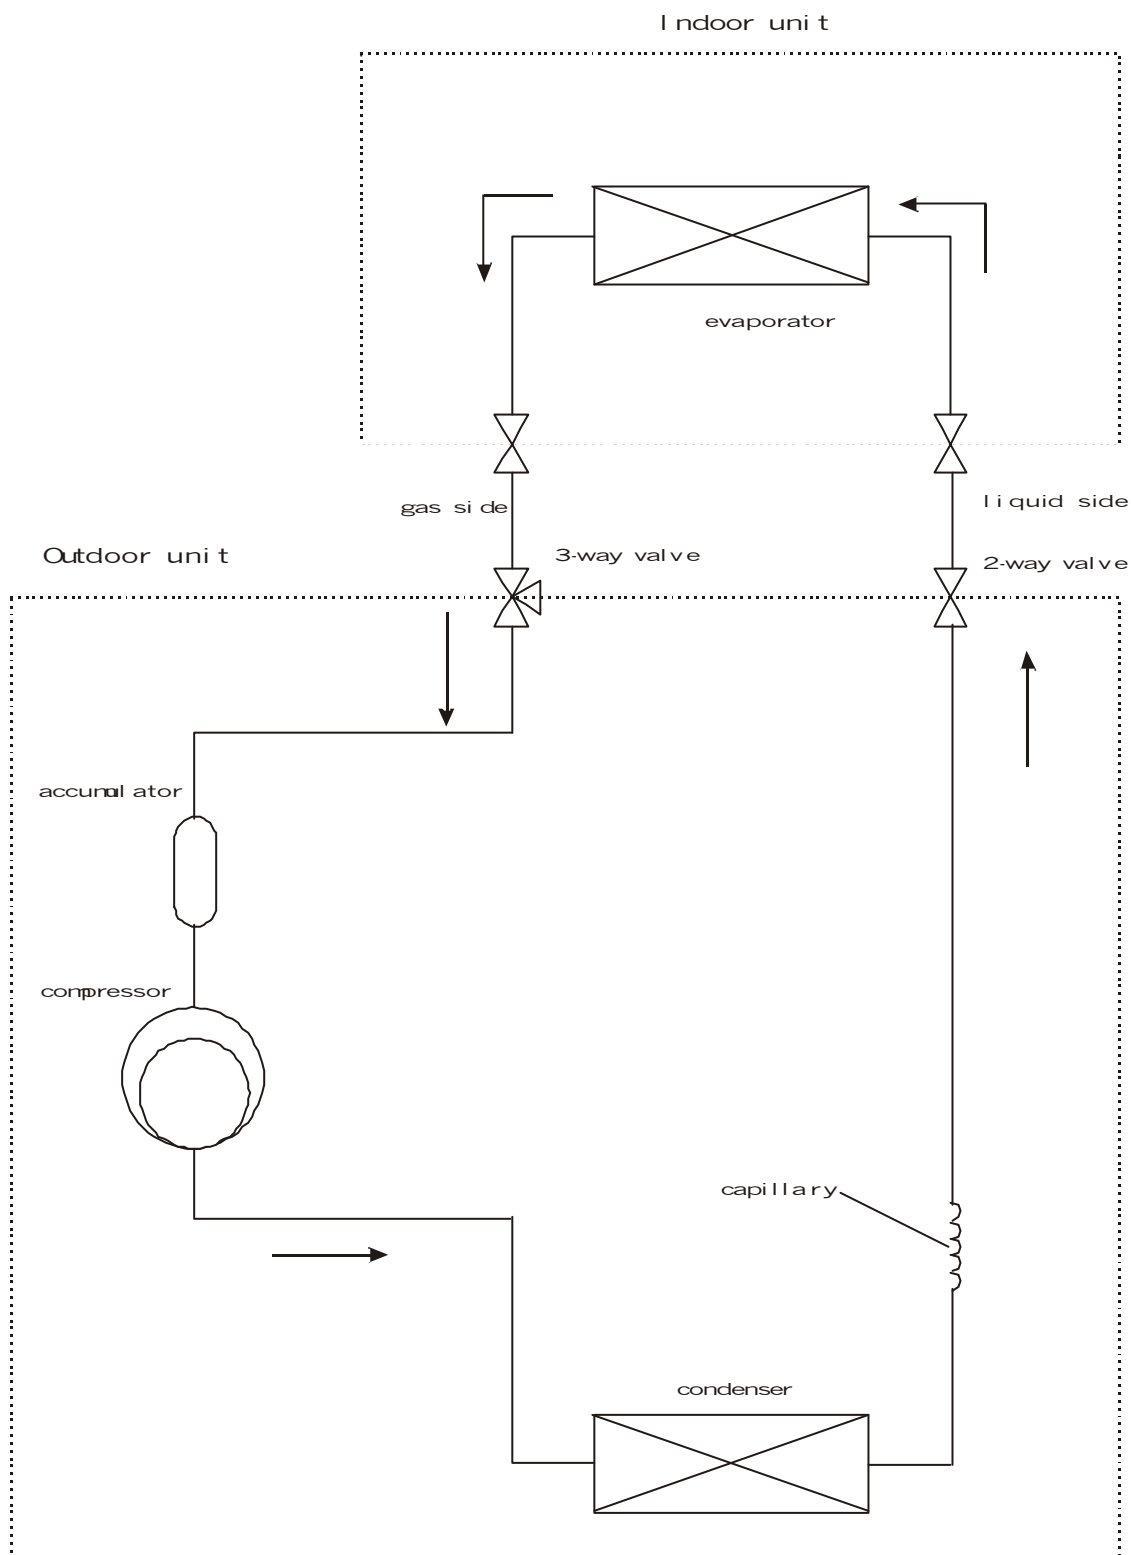 Indoor unit
evaporator
gas side
liquid side
Outdoor unit
3-way valve
2-way valve
accumulator
compressor
capillary
condenser